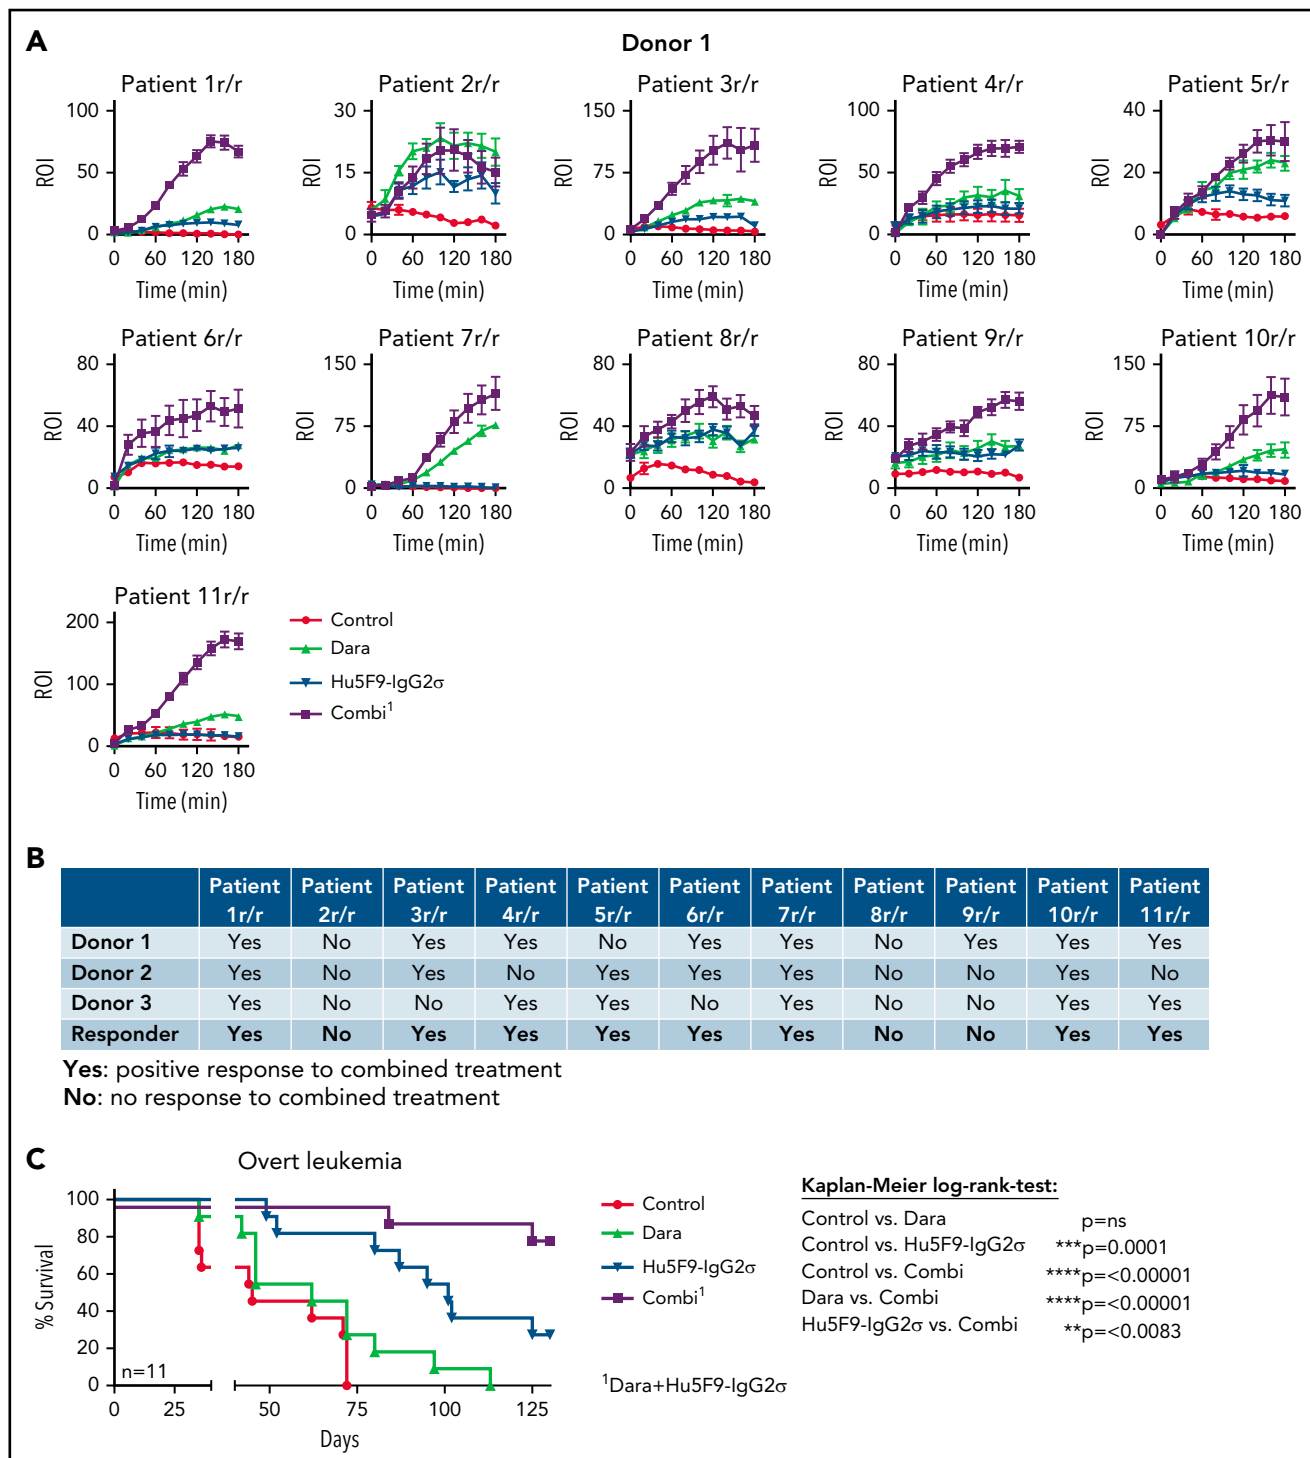 A
Donor 1
Patient 1r/r
100
50
0
ROI
0 60 120 180
Time (min)
Patient 2r/r
30
15
0
ROI
0 60 120 180
Time (min)
Patient 3r/r
150
75
0
ROI
0 60 120 180
Time (min)
Patient 4r/r
100
50
0
ROI
0 60 120 180
Time (min)
Patient 5r/r
40
20
0
ROI
0 60 120 180
Time (min)
Patient 6r/r
80
40
0
ROI
0 60 120 180
Time (min)
Patient 7r/r
150
75
0
ROI
0 60 120 180
Time (min)
Patient 8r/r
80
40
0
ROI
0 60 120 180
Time (min)
Patient 9r/r
80
40
0
ROI
0 60 120 180
Time (min)
Patient 10r/r
150
75
0
ROI
0 60 120 180
Time (min)
Patient 11r/r
200
100
0
ROI
0 60 120 180
Time (min)
Control
Dara
Hu5F9-IgG2σ
Combi¹
B
Patient 1r/r Patient 2r/r Patient 3r/r Patient 4r/r Patient 5r/r Patient 6r/r Patient 7r/r Patient 8r/r Patient 9r/r Patient 10r/r Patient 11r/r
Donor 1 Yes No Yes Yes No Yes Yes No Yes Yes Yes
Donor 2 Yes No Yes No Yes Yes Yes No No Yes No
Donor 3 Yes No No Yes Yes No Yes No No Yes Yes
Responder Yes No Yes Yes Yes Yes Yes No No Yes Yes
Yes: positive response to combined treatment
No: no response to combined treatment
C
Overt leukemia
100
80
60
40
20
0
% Survival
n=11
0 25 50 75 100 125
Days
Control
Dara
Hu5F9-IgG2σ
Combi¹
¹Dara+Hu5F9-IgG2σ
Kaplan-Meier log-rank-test:
Control vs. Dara p=ns
Control vs. Hu5F9-IgG2σ ***p=0.0001
Control vs. Combi ****p=<0.00001
Dara vs. Combi ****p=<0.00001
Hu5F9-IgG2σ vs. Combi **p=<0.0083